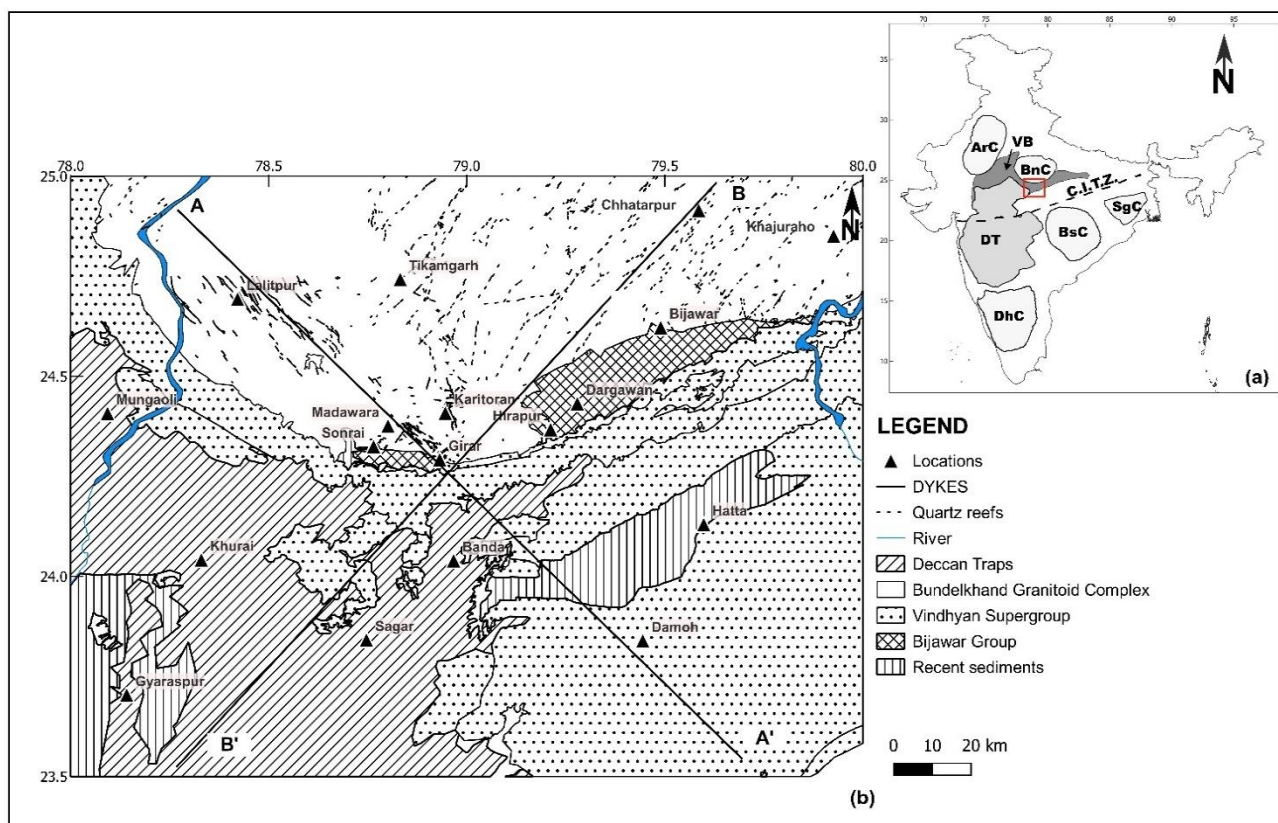 78.0
78.5
79.0
79.5
80.0
25.0
24.5
24.0
23.5
A
B
N
Chhatarpur
Khajuraho
Tikamgarh
Lalitpur
Bijawar
Mungaoli
Madawara
Karitoran
Dargawan
Hirapur
Sonrai
Girar
Hatta
Khurai
Banda
Sagar
Damoh
Gyaraspur
B'
A'
(b)
70
75
80
85
90
95
35
30
25
20
15
10
N
ArC
VB
BnC
C.I.T.Z.
SgC
DT
BsC
DhC
(a)
LEGEND
Locations
DYKES
Quartz reefs
River
Deccan Traps
Bundelkhand Granitoid Complex
Vindhyan Supergroup
Bijawar Group
Recent sediments
0 10 20 km